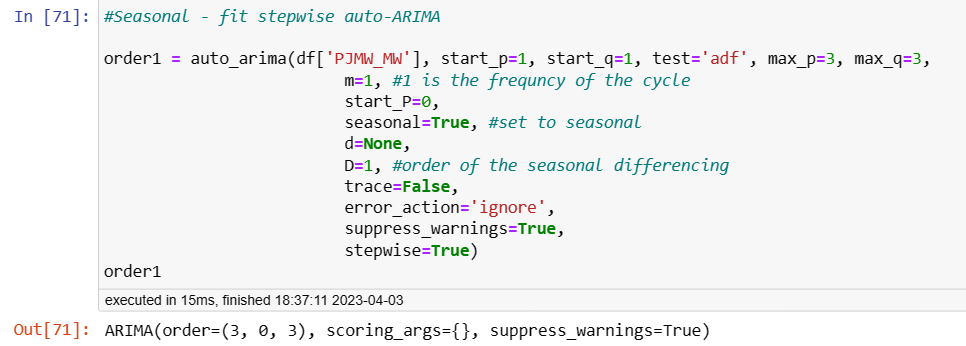 In [71]: #Seasonal - fit stepwise auto-ARIMA
order1 = auto_arima(df['PJMW_MW'], start_p=1, start_q=1, test='adf', max_p=3, max_q=3,
m=1, #1 is the frequncy of the cycle
start_P=0,
seasonal=True, #set to seasonal
d=None,
D=1, #order of the seasonal differencing
trace=False,
error_action='ignore',
suppress_warnings=True,
stepwise=True)
order1
executed in 15ms, finished 18:37:11 2023-04-03
Out[71]: ARIMA(order=(3, 0, 3), scoring_args={}, suppress_warnings=True)